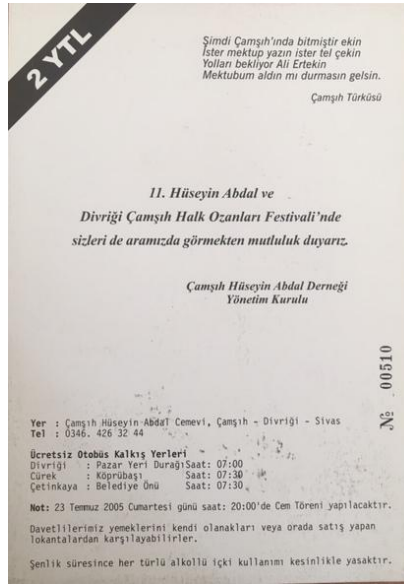 2 YTL
Şimdi Çamşıh'ında bitmiştir ekin
İster mektup yazın ister tel çekin
Yolları bekliyor Ali Ertekin
Mektubum aldın mı durmasın gelsin.
Çamşıh Türküsü
11. Hüseyin Abdal ve
Divriği Çamşıh Halk Ozanları Festivali'nde
sizleri de aramızda görmekten mutluluk duyarız.
Çamşıh Hüseyin Abdal Derneği
Yönetim Kurulu
№ 00510
Yer : Çamşıh Hüseyin Abdal Cemevi, Çamşıh - Divriği - Sivas
Tel : 0346. 426 32 44
Ücretsiz Otobüs Kalkış Yerleri
Divriği : Pazar Yeri Durağı Saat: 07:00
Cürek : Köprübaşı Saat: 07:30
Çetinkaya : Belediye Önü Saat: 07:30
Not: 23 Temmuz 2005 Cumartesi günü saat: 20:00'de Cem Töreni yapılacaktır.
Davetlilerimiz yemeklerini kendi olanakları veya orada satış yapan
lokantalardan karşılayabilirler.
Şenlik süresince her türlü alkollü içki kullanımı kesinlikle yasaktır.